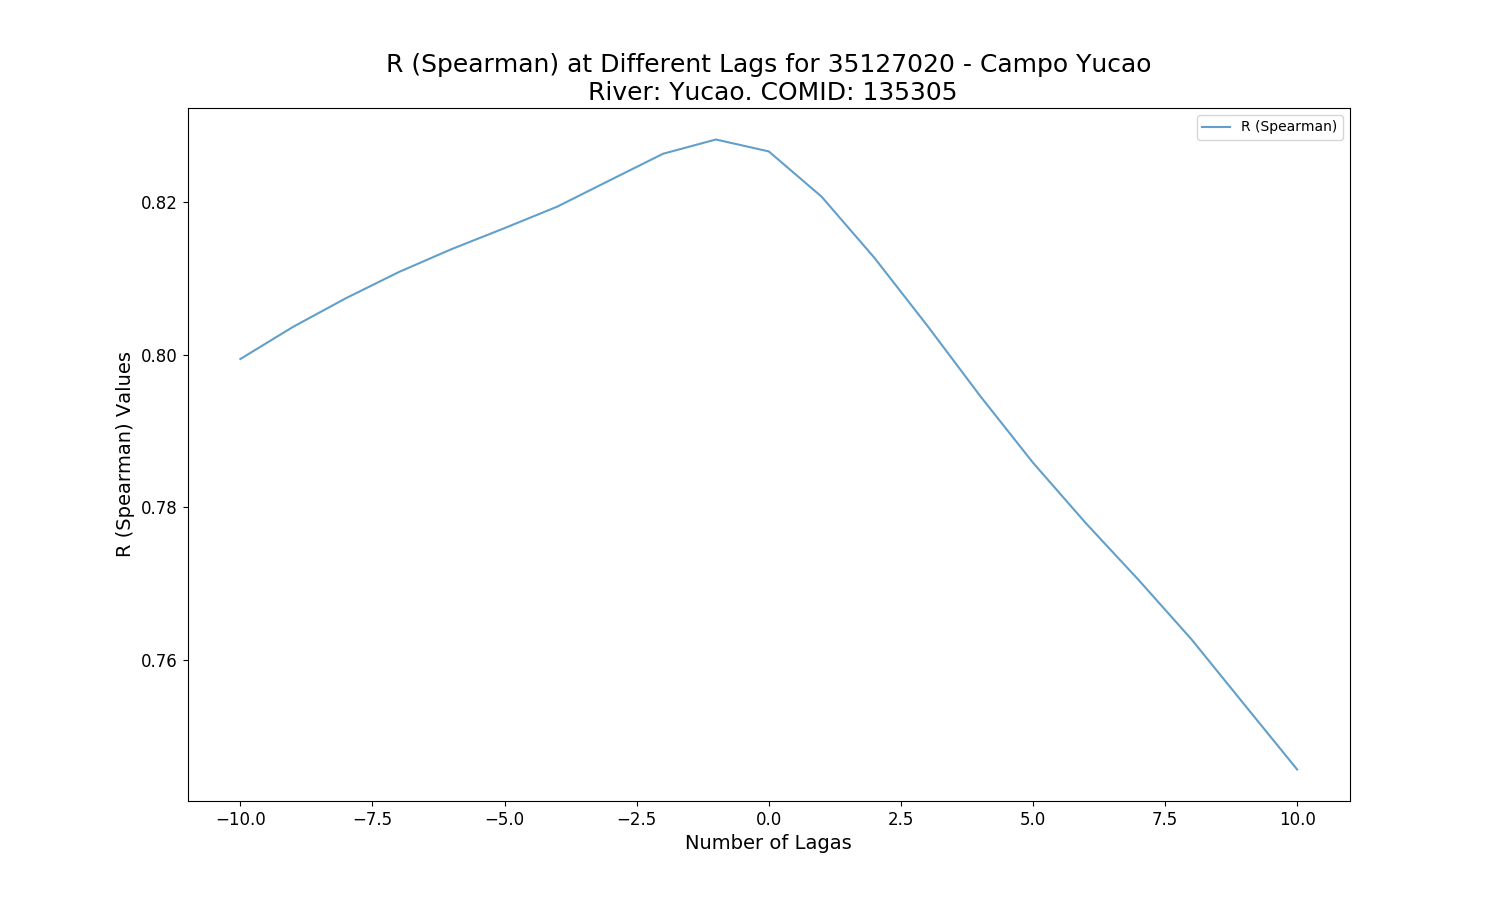 R (Spearman) at Different Lags for 35127020 - Campo Yucao
River: Yucao. COMID: 135305
R (Spearman)
R (Spearman) Values
0.82
0.80
0.78
0.76
−10.0 −7.5 −5.0 −2.5 0.0 2.5 5.0 7.5 10.0
Number of Lagas